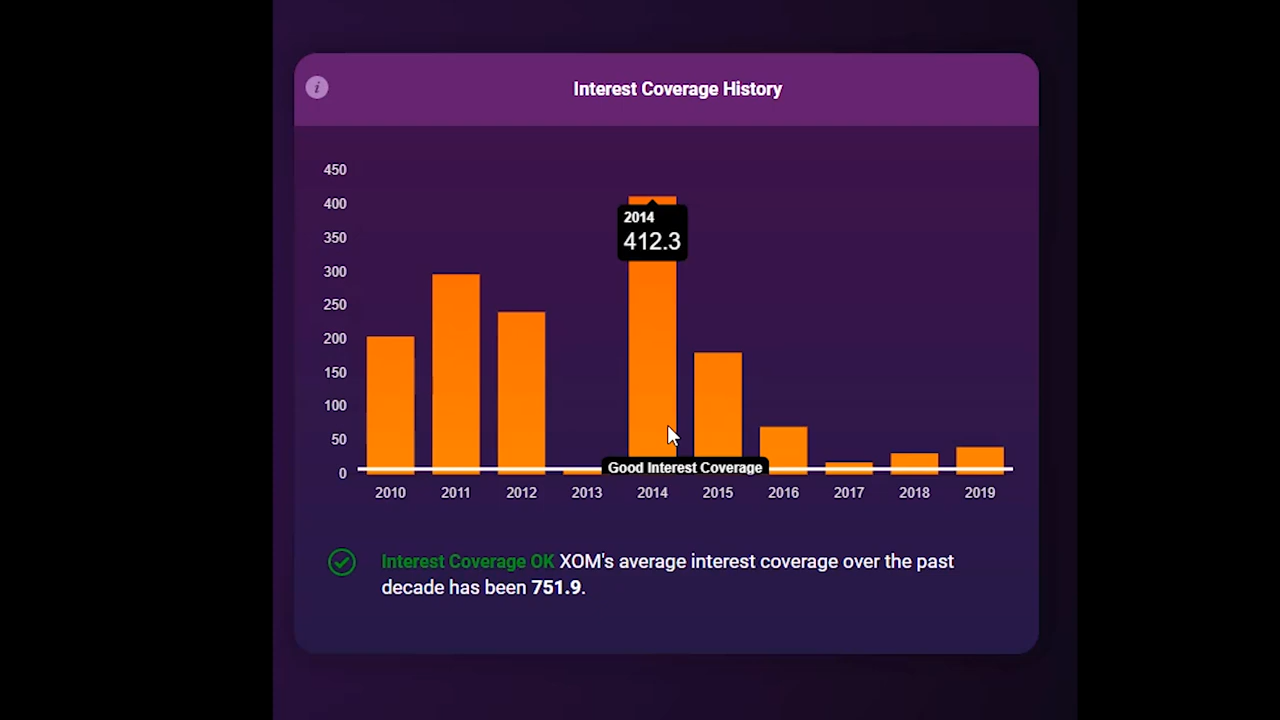 i
Interest Coverage History
450
400
350
300
250
200
150
100
50
0
2014
412.3
Good Interest Coverage
2010 2011 2012 2013 2014 2015 2016 2017 2018 2019
Interest Coverage OK XOM's average interest coverage over the past
decade has been 751.9.